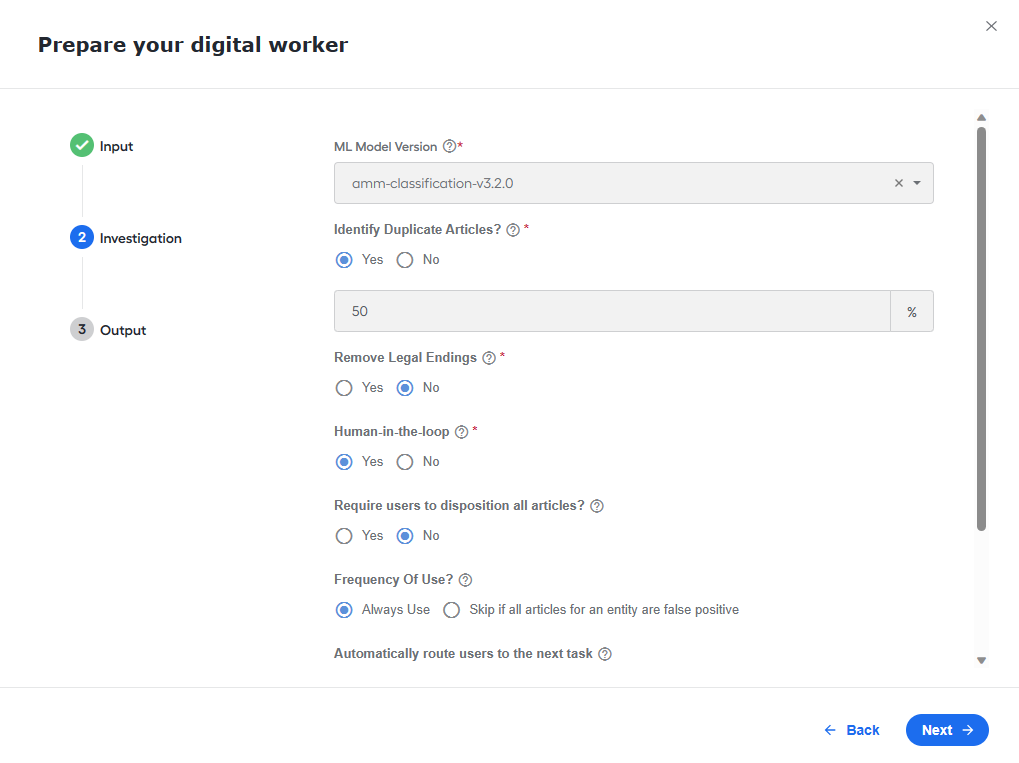 Prepare your digital worker
Input
2 Investigation
3 Output
ML Model Version ?*
amm-classification-v3.2.0
Identify Duplicate Articles? ? *
Yes No
50 %
Remove Legal Endings ? *
Yes No
Human-in-the-loop ? *
Yes No
Require users to disposition all articles? ?
Yes No
Frequency Of Use? ?
Always Use Skip if all articles for an entity are false positive
Automatically route users to the next task ?
Back Next